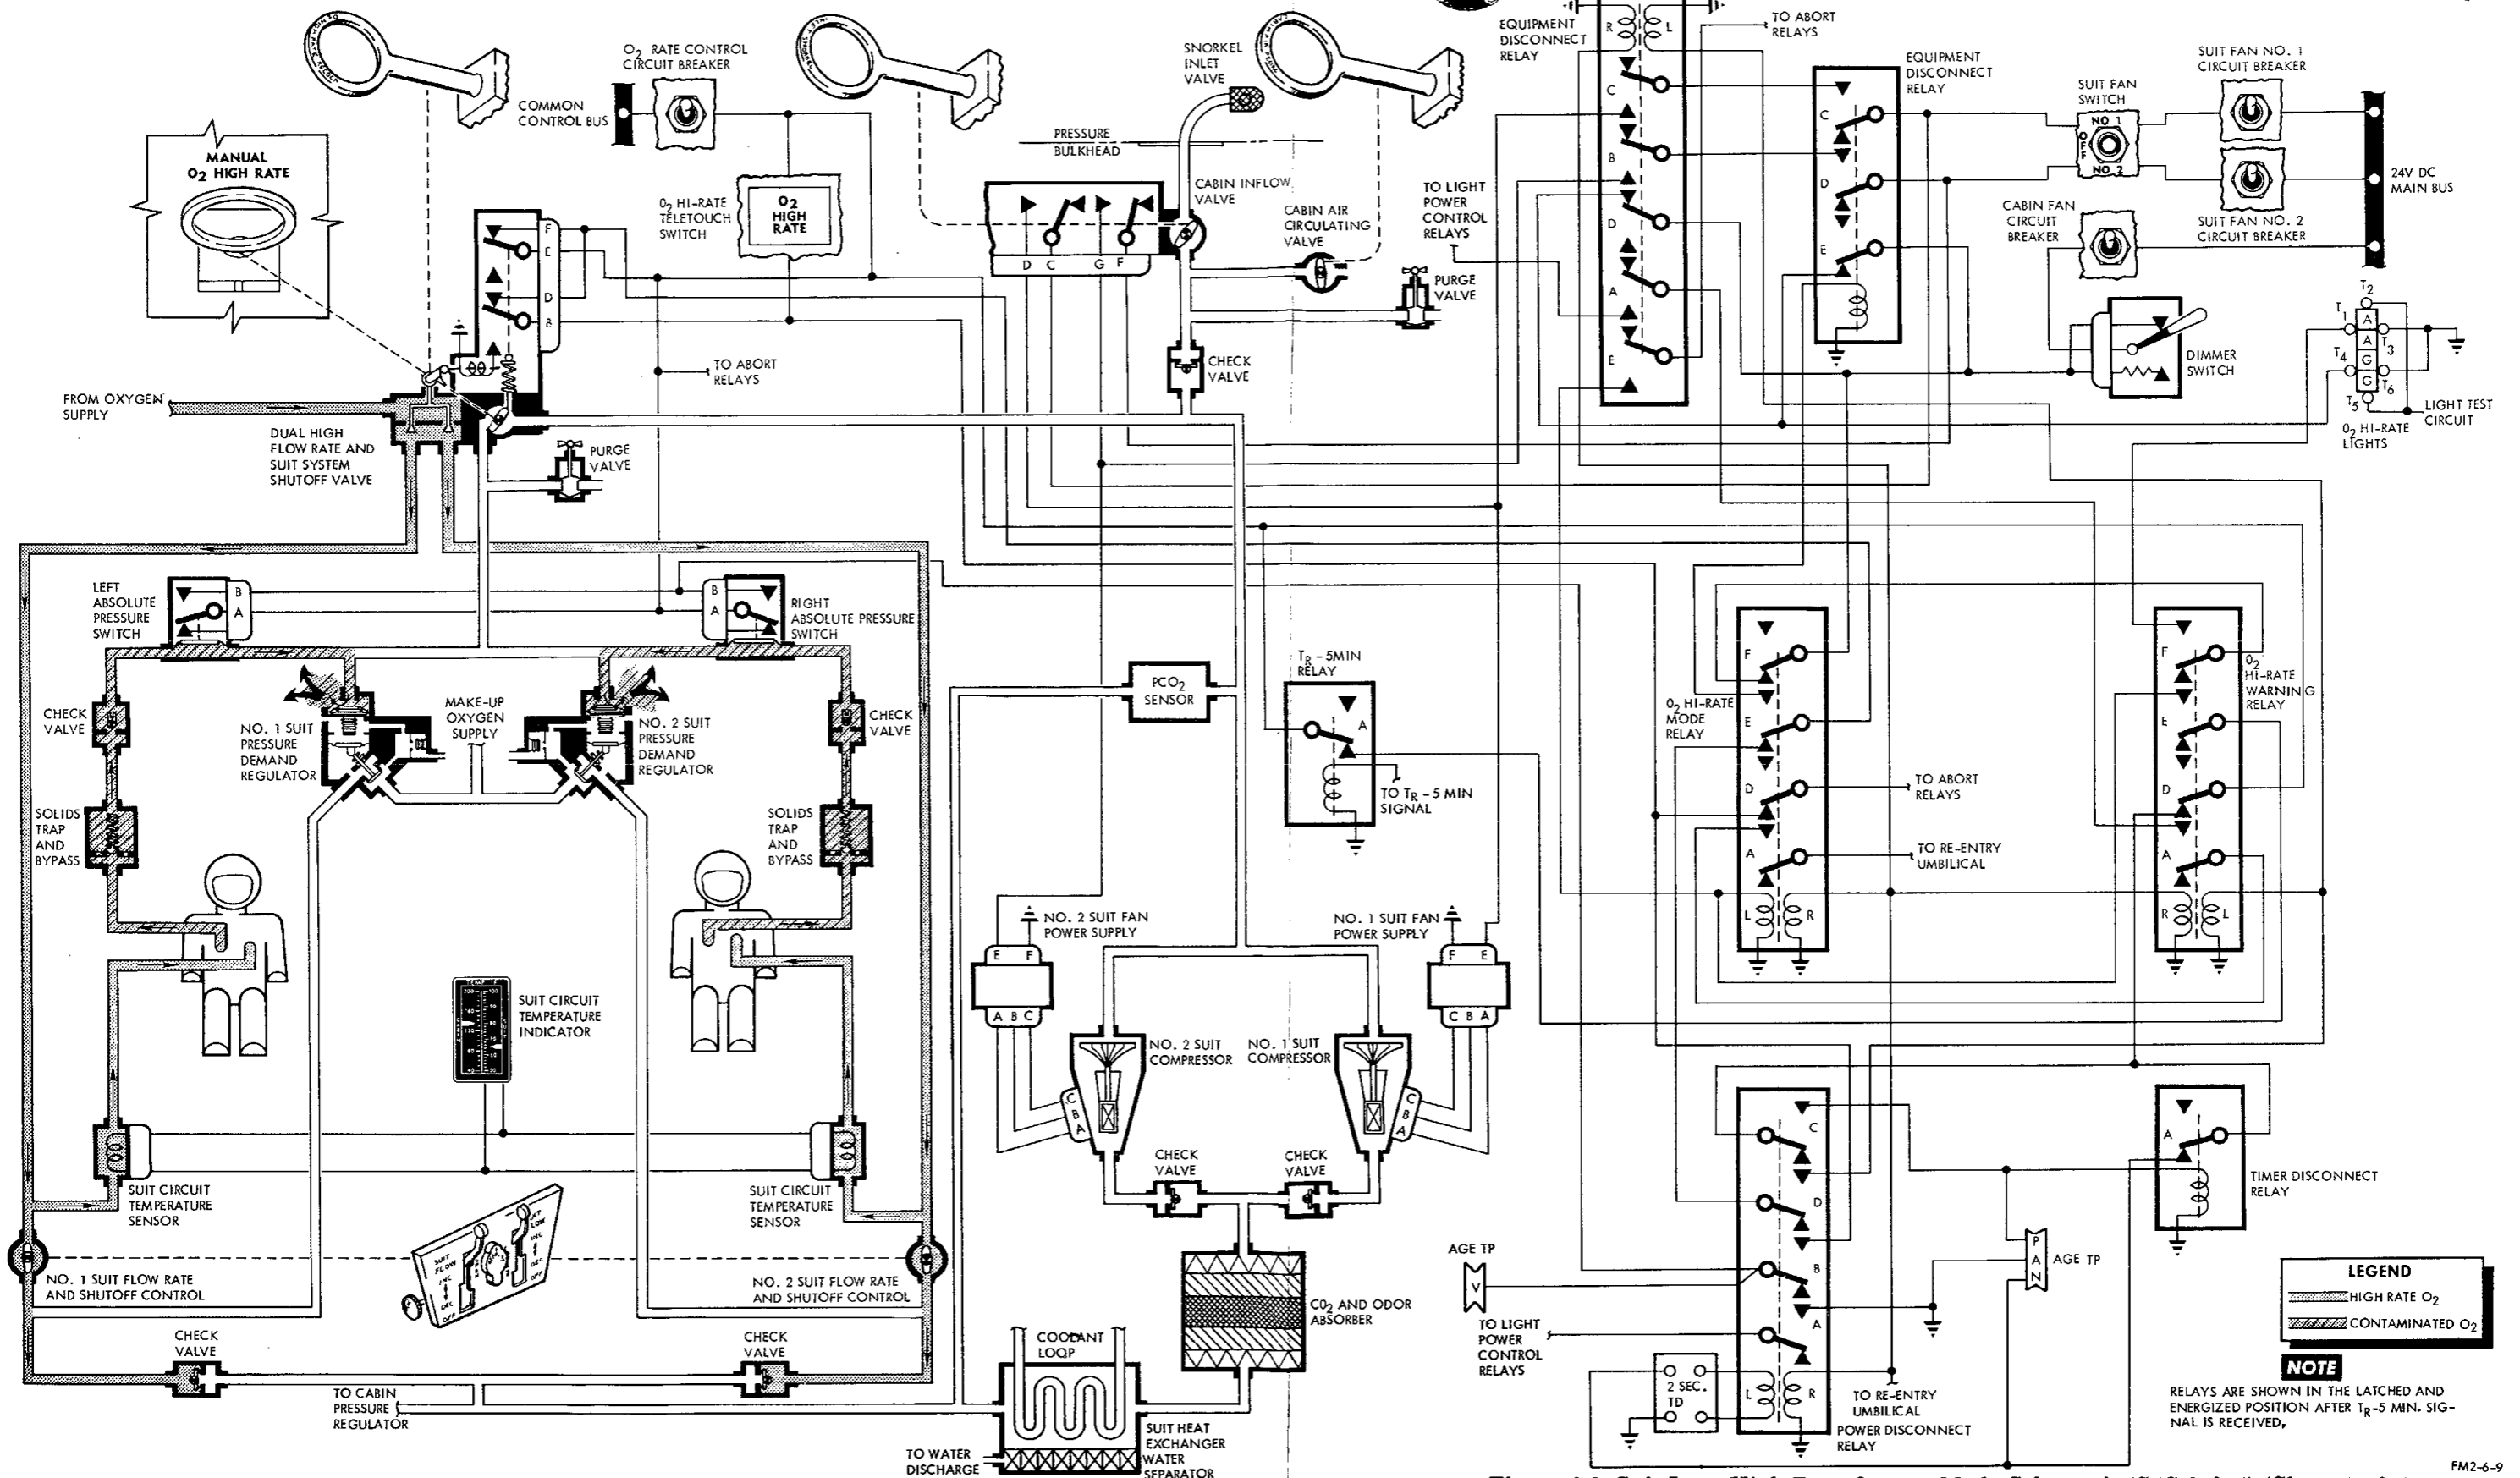 O2 RATE CONTROL
CIRCUIT BREAKER
COMMON
CONTROL BUS
MANUAL
O2 HIGH RATE
O2 HI-RATE
TELETOUCH
SWITCH
O2
HIGH
RATE
F
E
D
B
TO ABORT
RELAYS
FROM OXYGEN
SUPPLY
DUAL HIGH
FLOW RATE AND
SUIT SYSTEM
SHUTOFF VALVE
PURGE
VALVE
SNORKEL
INLET
VALVE
PRESSURE
BULKHEAD
CABIN INFLOW
VALVE
D C G F
CABIN AIR
CIRCULATING
VALVE
PURGE
VALVE
CHECK
VALVE
TO LIGHT
POWER
CONTROL
RELAYS
EQUIPMENT
DISCONNECT
RELAY
R L
C
B
D
A
E
TO ABORT
RELAYS
EQUIPMENT
DISCONNECT
RELAY
C
D
E
SUIT FAN
SWITCH
NO 1
OFF
NO 2
SUIT FAN NO. 1
CIRCUIT BREAKER
SUIT FAN NO. 2
CIRCUIT BREAKER
24V DC
MAIN BUS
CABIN FAN
CIRCUIT
BREAKER
DIMMER
SWITCH
T2
T1
A
A
T3
T4
G
G
T6
T5
LIGHT TEST
CIRCUIT
O2 HI-RATE
LIGHTS
LEFT
ABSOLUTE
PRESSURE
SWITCH
B
A
B
A
RIGHT
ABSOLUTE PRESSURE
SWITCH
CHECK
VALVE
NO. 1 SUIT
PRESSURE
DEMAND
REGULATOR
MAKE-UP
OXYGEN
SUPPLY
NO. 2 SUIT
PRESSURE
DEMAND
REGULATOR
CHECK
VALVE
SOLIDS
TRAP
AND
BYPASS
SOLIDS
TRAP
AND
BYPASS
SUIT CIRCUIT
TEMPERATURE
INDICATOR
SUIT CIRCUIT
TEMPERATURE
SENSOR
SUIT CIRCUIT
TEMPERATURE
SENSOR
SUIT
FLOW
INC
DEC
OFF
INC
DEC
OFF
NO. 1 SUIT FLOW RATE
AND SHUTOFF CONTROL
NO. 2 SUIT FLOW RATE
AND SHUTOFF CONTROL
CHECK
VALVE
CHECK
VALVE
TO CABIN
PRESSURE
REGULATOR
PCO2
SENSOR
TR - 5MIN
RELAY
A
TO TR - 5 MIN
SIGNAL
NO. 2 SUIT FAN
POWER SUPPLY
E F
A B C
NO. 1 SUIT FAN
POWER SUPPLY
F E
C B A
NO. 2 SUIT
COMPRESSOR
C
B
A
NO. 1 SUIT
COMPRESSOR
C
B
A
CHECK
VALVE
CHECK
VALVE
CO2 AND ODOR
ABSORBER
COOLANT
LOOP
SUIT HEAT
EXCHANGER
WATER
SEPARATOR
TO WATER
DISCHARGE
O2 HI-RATE
MODE
RELAY
F
E
D
A
L R
TO ABORT
RELAYS
TO RE-ENTRY
UMBILICAL
O2
HI-RATE
WARNING
RELAY
F
E
D
A
R L
C
D
B
A
L R
AGE TP
V
TO LIGHT
POWER
CONTROL
RELAYS
2 SEC.
TD
TO RE-ENTRY
UMBILICAL
POWER DISCONNECT
RELAY
A
TIMER DISCONNECT
RELAY
P
A
N
AGE TP
LEGEND
HIGH RATE O2
CONTAMINATED O2
NOTE
RELAYS ARE SHOWN IN THE LATCHED AND
ENERGIZED POSITION AFTER TR-5 MIN. SIG-
NAL IS RECEIVED,
FM2-6-9